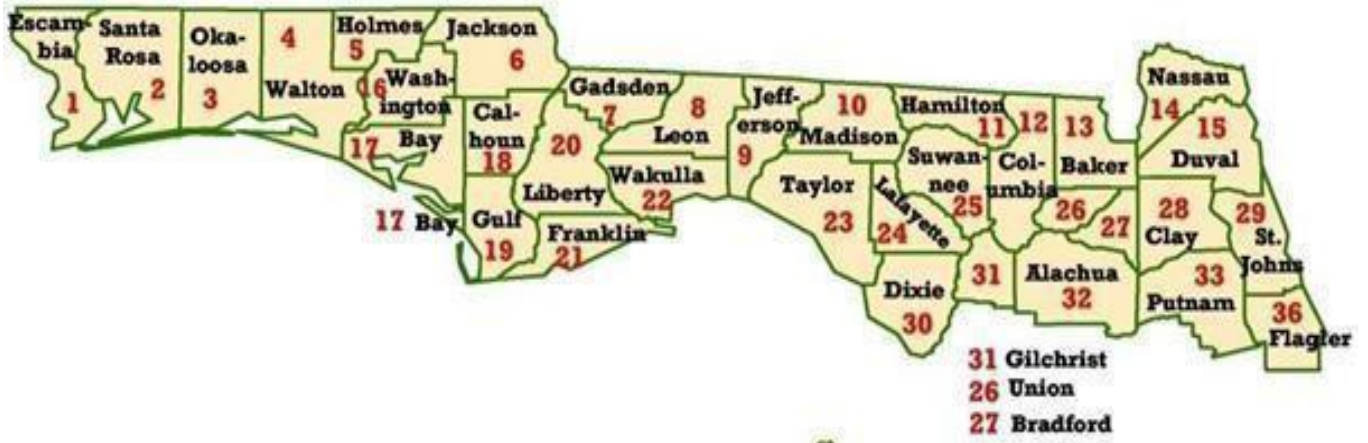 Escam-
bia
1
Santa
Rosa
2
Oka-
loosa
3
4
Walton
Holmes
5
Jackson
6
16
Wash-
ington
17
Bay
17 Bay
Cal-
houn
18
Gulf
19
Gadsden
7
20
Liberty
Franklin
21
8
Leon
Wakulla
22
Jeff-
erson
9
10
Madison
Taylor
23
Hamilton
11
Suwan-
nee
25
Lafayette
24
Dixie
30
12
Col-
umbia
13
Baker
26
27
31
Alachua
32
Nassau
14
15
Duval
28
Clay
29
St.
Johns
33
Putnam
36
Flagler
31 Gilchrist
26 Union
27 Bradford